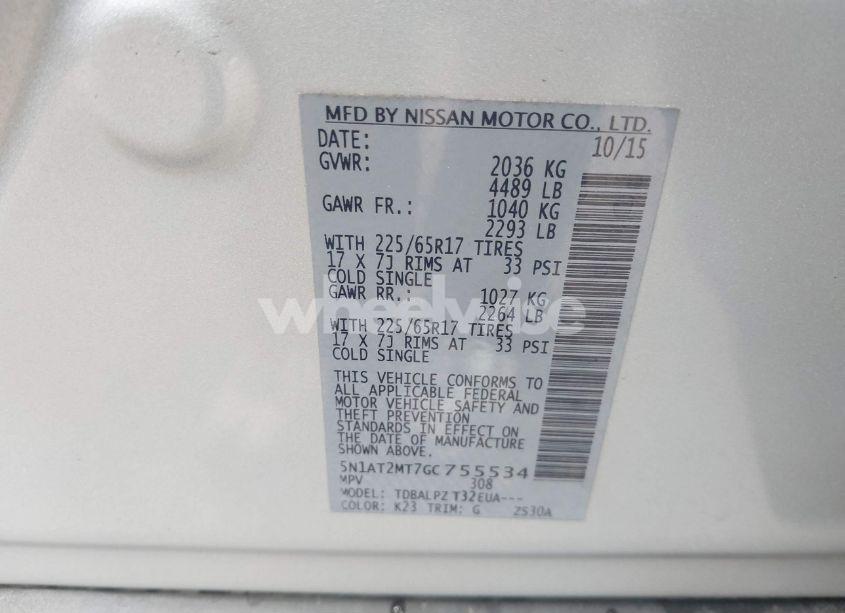 MFD BY NISSAN MOTOR CO., LTD.
DATE: 10/15
GVWR: 2036 KG
4489 LB
GAWR FR.: 1040 KG
2293 LB
WITH 225/65R17 TIRES
17 X 7J RIMS AT 33 PSI
COLD SINGLE
GAWR RR.: 1027 KG
2264 LB
WITH 225/65R17 TIRES
17 X 7J RIMS AT 33 PSI
COLD SINGLE
THIS VEHICLE CONFORMS TO
ALL APPLICABLE FEDERAL
MOTOR VEHICLE SAFETY AND
THEFT PREVENTION
STANDARDS IN EFFECT ON
THE DATE OF MANUFACTURE
SHOWN ABOVE.
5N1AT2MT7GC755534
MPV 308
MODEL: TDBALPZ T32EUA---
COLOR: K23 TRIM: G 2S30A
wheelwise